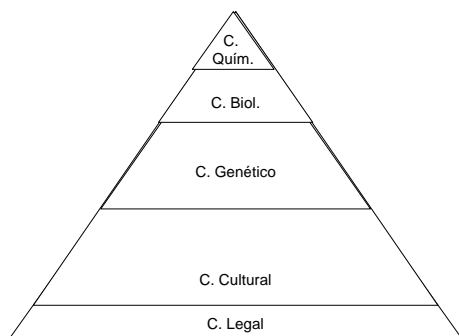 C.
Quím.
C. Biol.
C. Genético
C. Cultural
C. Legal